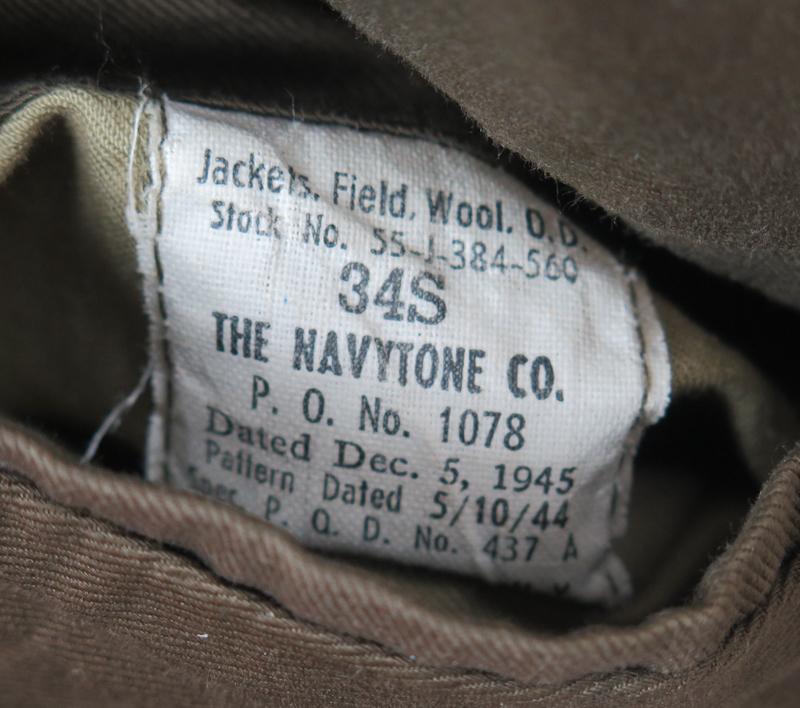 Jackets, Field, Wool, O.D.
Stock No. 55-J-384-560
34S
THE NAVYTONE CO.
P. O. No. 1078
Dated Dec. 5, 1945
Pattern Dated 5/10/44
Spec. P. Q. D. No. 437 A